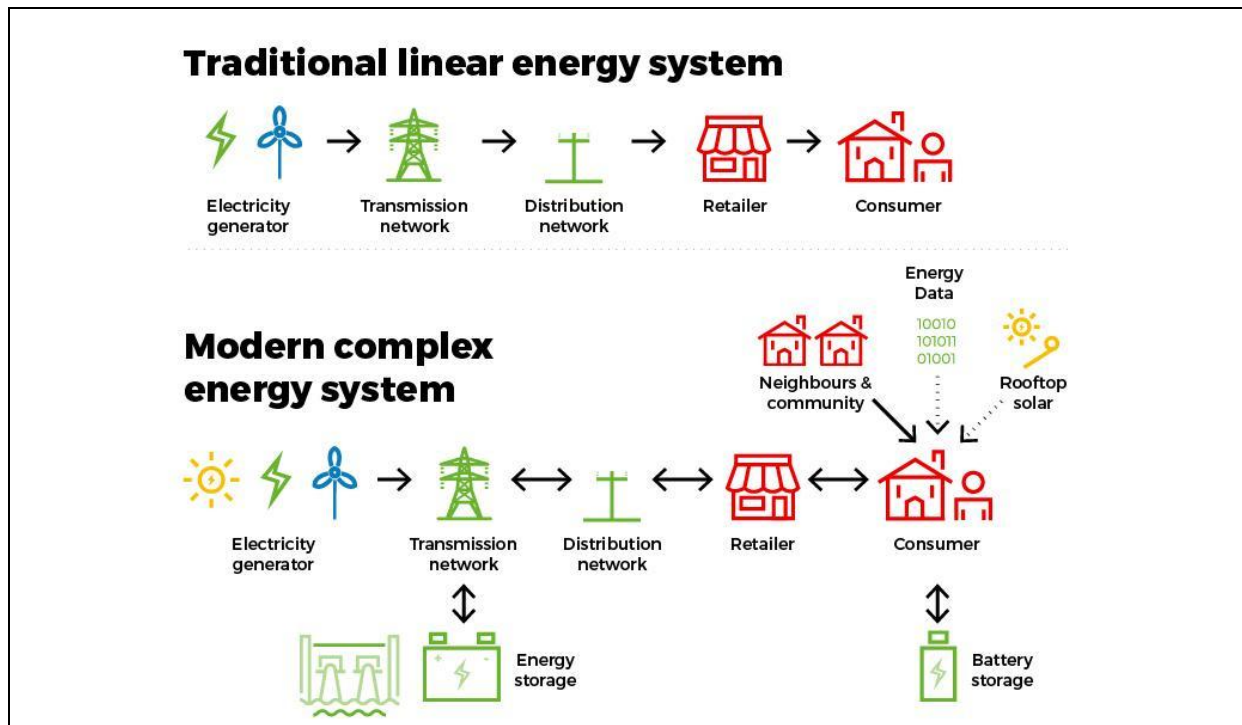 Traditional linear energy system
Electricity
generator
Transmission
network
Distribution
network
Retailer
Consumer
Modern complex
energy system
Energy
Data
10010
101011
01001
Neighbours &
community
Rooftop
solar
Electricity
generator
Transmission
network
Distribution
network
Retailer
Consumer
Energy
storage
Battery
storage